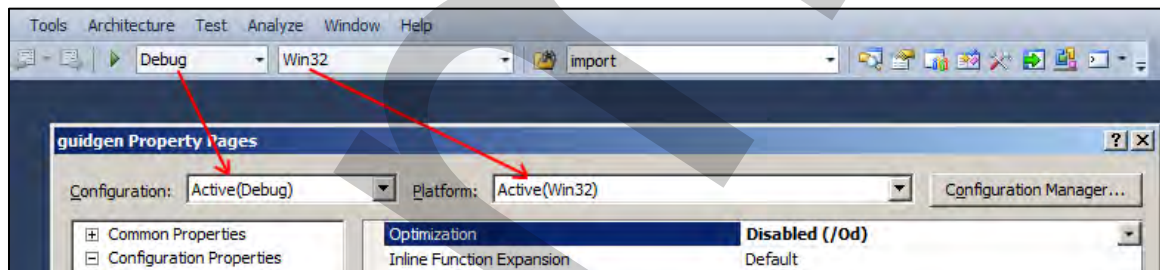 Tools Architecture Test Analyze Window Help
Debug Win32 import
guidgen Property Pages
Configuration: Active(Debug) Platform: Active(Win32) Configuration Manager...
Common Properties Optimization Disabled (/Od)
Configuration Properties Inline Function Expansion Default